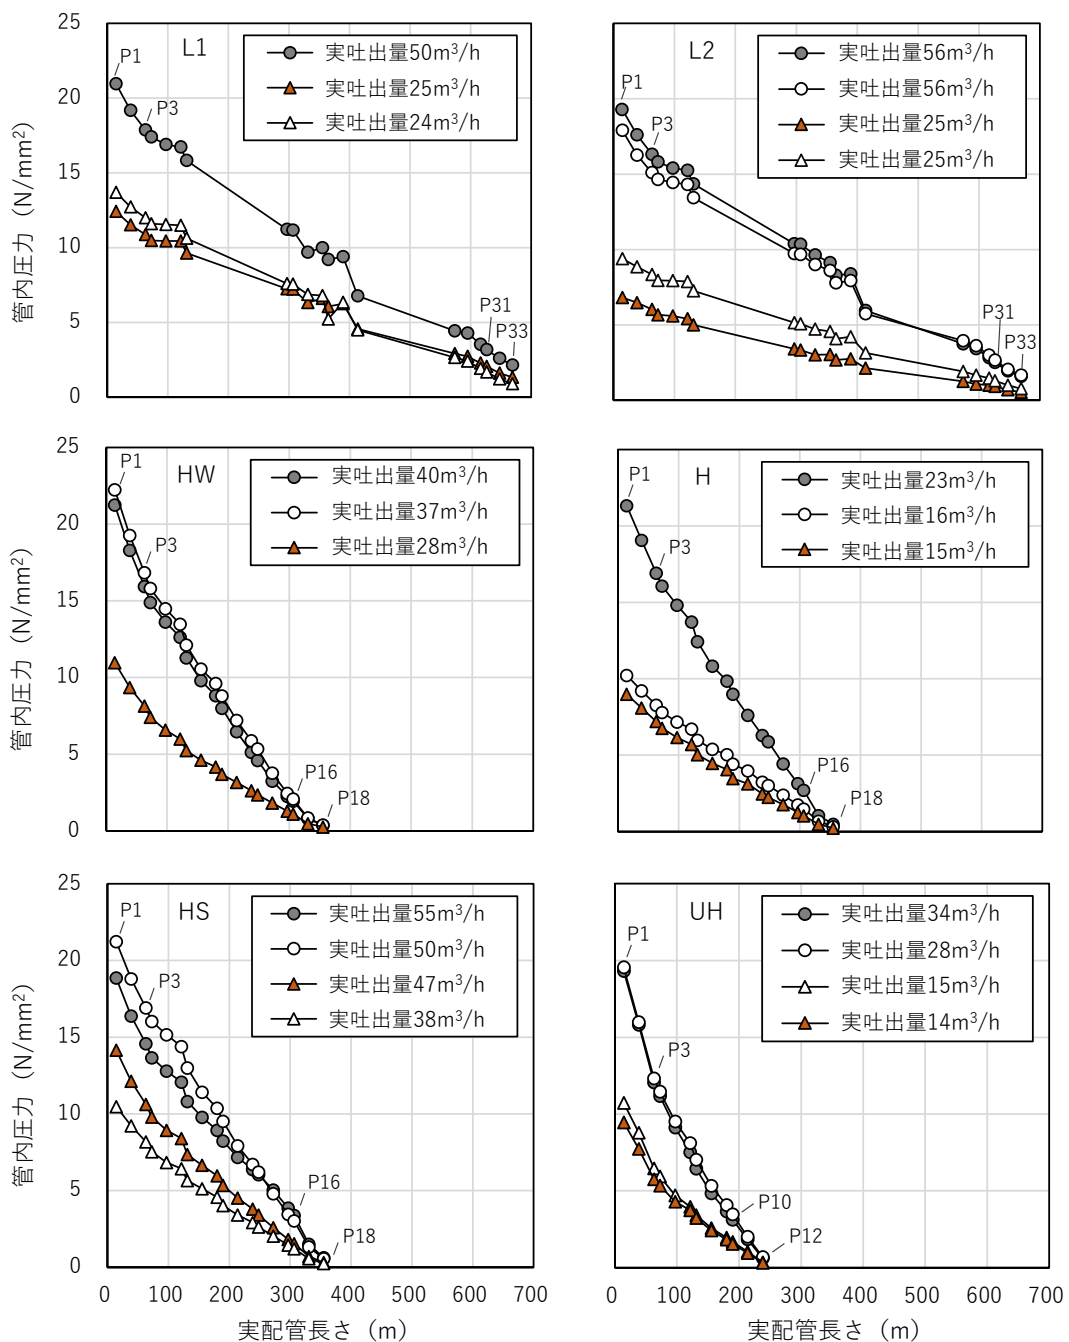 25
20
15
10
5
0
管内圧力（N/mm²）
L1
P1
P3
P31
P33
実吐出量50m³/h
実吐出量25m³/h
実吐出量24m³/h
L2
P1
P3
P31
P33
実吐出量56m³/h
実吐出量56m³/h
実吐出量25m³/h
実吐出量25m³/h
25
20
15
10
5
0
管内圧力（N/mm²）
HW
P1
P3
P16
P18
実吐出量40m³/h
実吐出量37m³/h
実吐出量28m³/h
H
P1
P3
P16
P18
実吐出量23m³/h
実吐出量16m³/h
実吐出量15m³/h
25
20
15
10
5
0
管内圧力（N/mm²）
HS
P1
P3
P16
P18
実吐出量55m³/h
実吐出量50m³/h
実吐出量47m³/h
実吐出量38m³/h
0 100 200 300 400 500 600 700
実配管長さ（m）
UH
P1
P3
P10
P12
実吐出量34m³/h
実吐出量28m³/h
実吐出量15m³/h
実吐出量14m³/h
0 100 200 300 400 500 600 700
実配管長さ（m）